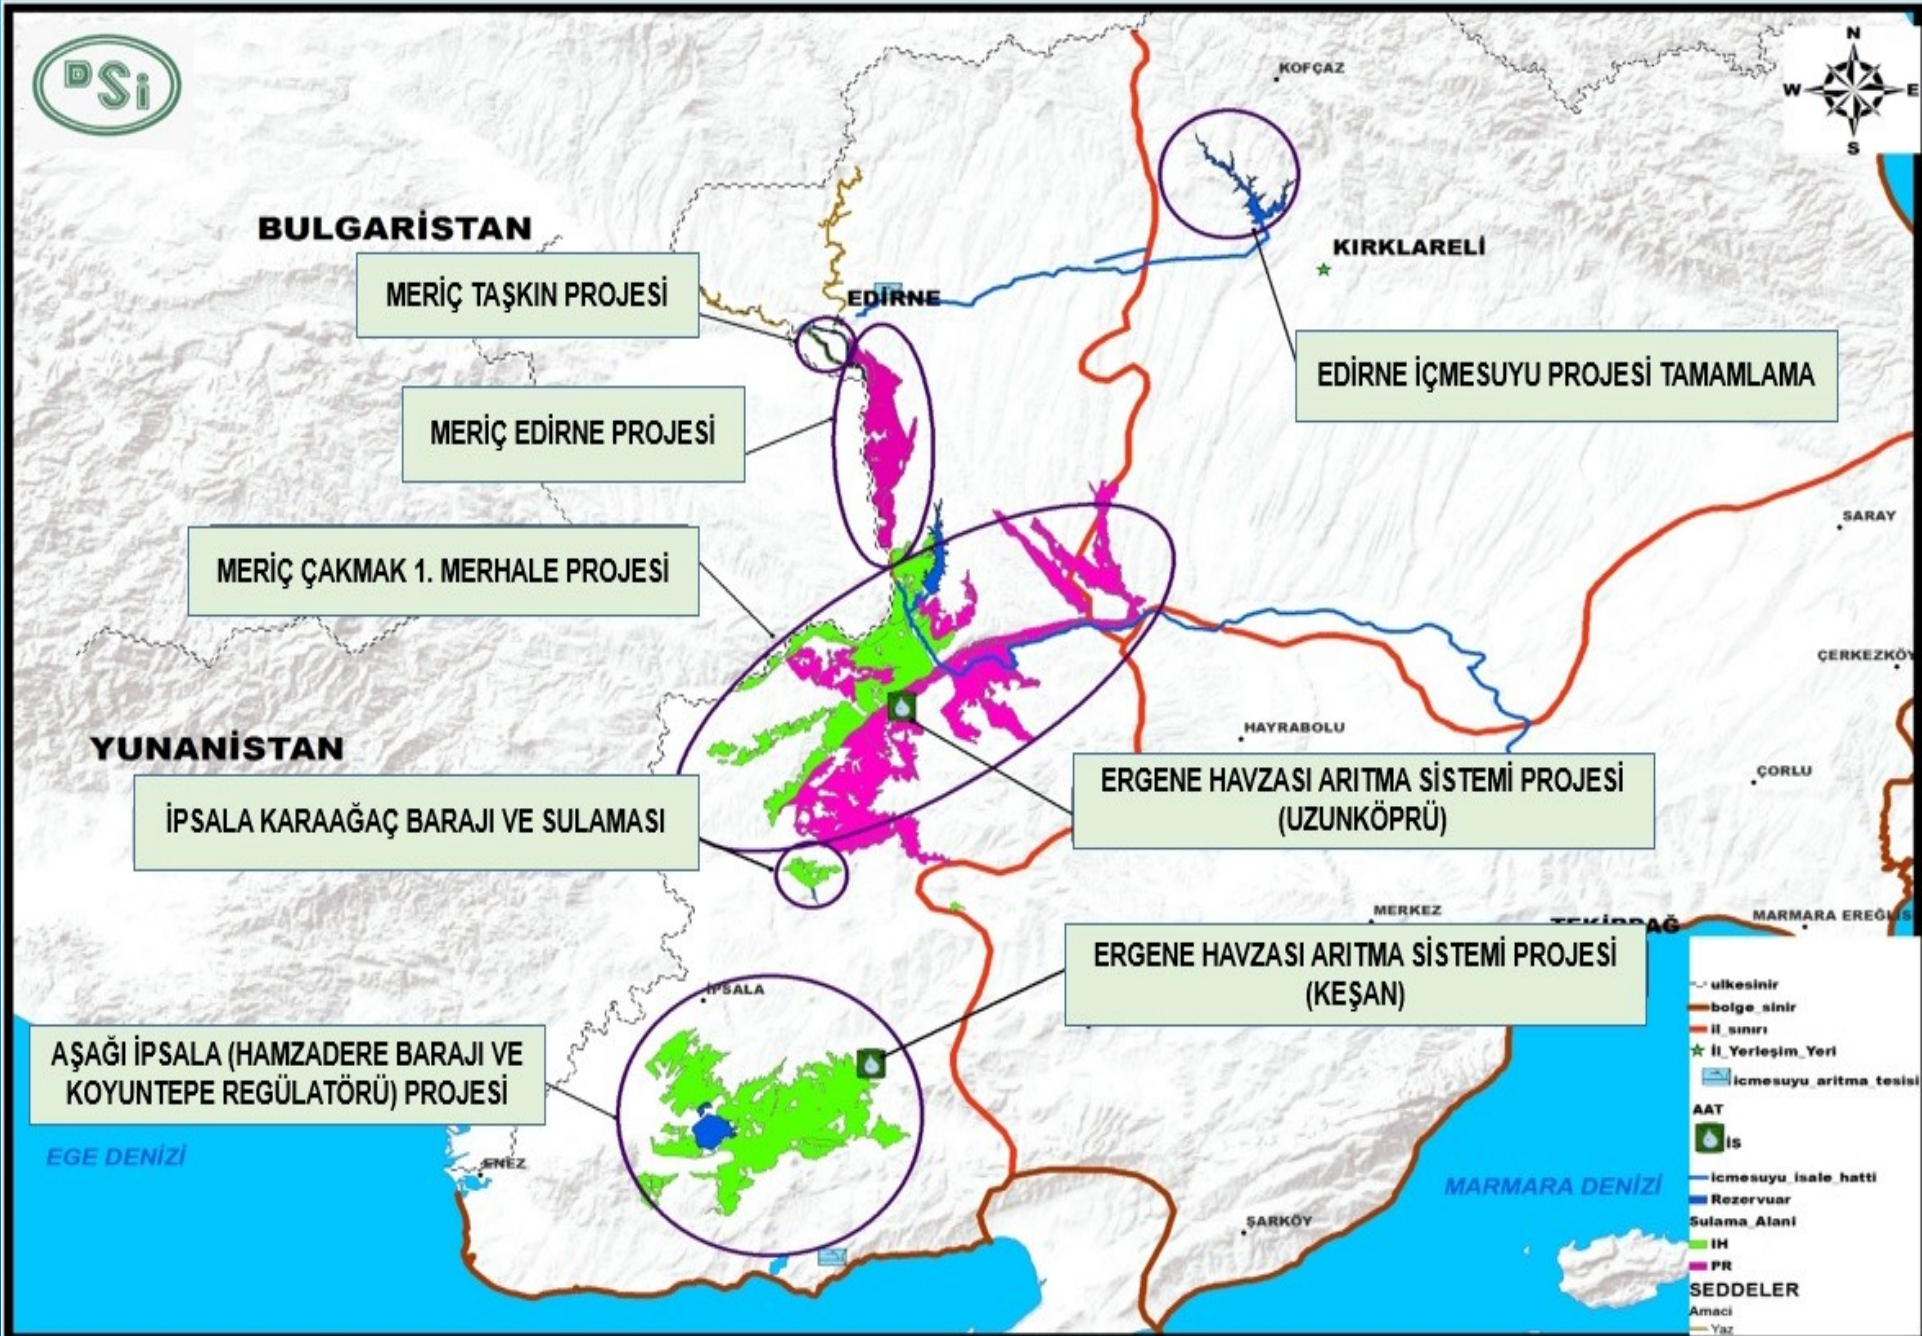 DSİ
N
W
E
S
KOFÇAZ
BULGARİSTAN
KIRKLARELİ
MERİÇ TAŞKIN PROJESİ
EDİRNE
EDİRNE İÇMESUYU PROJESİ TAMAMLAMA
MERİÇ EDİRNE PROJESİ
SARAY
MERİÇ ÇAKMAK 1. MERHALE PROJESİ
ÇERKEZKÖY
HAYRABOLU
YUNANİSTAN
ÇORLU
ERGENE HAVZASI ARITMA SİSTEMİ PROJESİ
(UZUNKÖPRÜ)
İPSALA KARAAĞAÇ BARAJI VE SULAMASI
MERKEZ
TEKİRDAĞ
MARMARA EREĞLİS
ERGENE HAVZASI ARITMA SİSTEMİ PROJESİ
(KEŞAN)
İPSALA
AŞAĞI İPSALA (HAMZADERE BARAJI VE
KOYUNTEPE REGÜLATÖRÜ) PROJESİ
EGE DENİZİ
ENEZ
MARMARA DENİZİ
ŞARKÖY
ulkesinir
bolge_sinir
il_sınırı
İl_Yerleşim_Yeri
icmesuyu_aritma_tesisi
AAT
is
icmesuyu_isale_hatti
Rezervuar
Sulama_Alani
IH
PR
SEDDELER
Amaci
Yaz